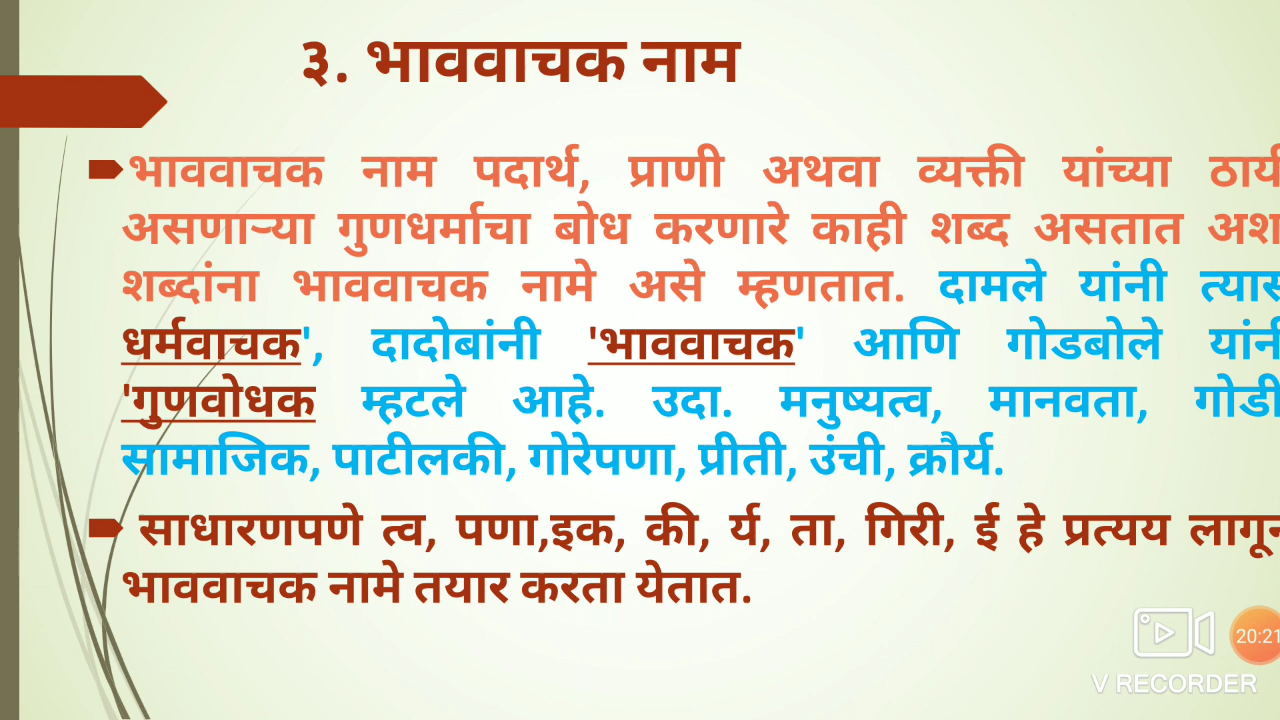 ३. भाववाचक नाम
भाववाचक नाम पदार्थ, प्राणी अथवा व्यक्ती यांच्या ठायी
असणाऱ्या गुणधर्माचा बोध करणारे काही शब्द असतात अश
शब्दांना भाववाचक नामे असे म्हणतात. दामले यांनी त्यास
धर्मवाचक', दादोबांनी 'भाववाचक' आणि गोडबोले यांनी
'गुणवोधक म्हटले आहे. उदा. मनुष्यत्व, मानवता, गोडी
सामाजिक, पाटीलकी, गोरेपणा, प्रीती, उंची, क्रौर्य.
साधारणपणे त्व, पणा,इक, की, र्य, ता, गिरी, ई हे प्रत्यय लागून
भाववाचक नामे तयार करता येतात.
20:21
V RECORDER